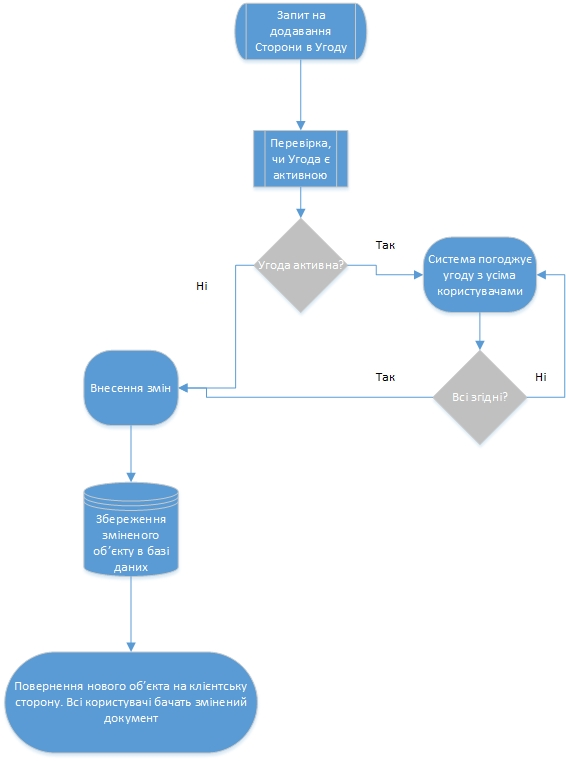 Запит на
додавання
Сторони в Угоду
Перевірка,
чи Угода є
активною
Угода активна?
Так
Ні
Система погоджує
угоду з усіма
користувачами
Всі згідні?
Так
Ні
Внесення змін
Збереження
зміненого
об’єкту в базі
даних
Повернення нового об’єкта на клієнтську
сторону. Всі користувачі бачать змінений
документ